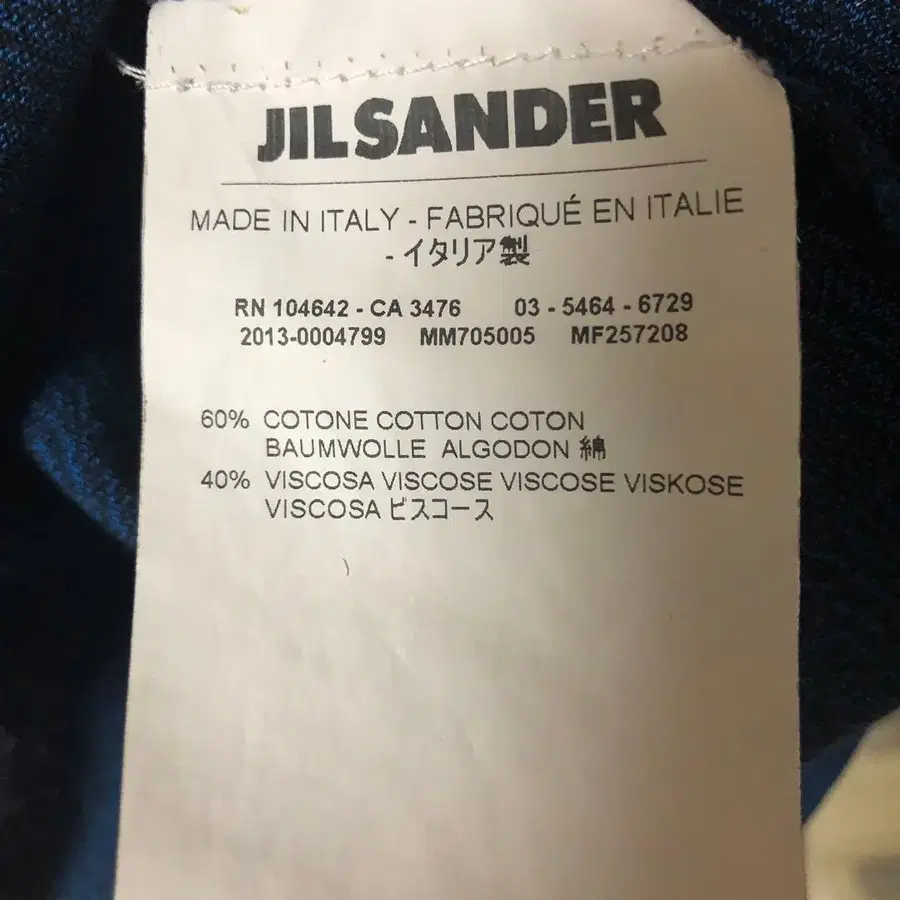 JIL SANDER
MADE IN ITALY - FABRIQUÉ EN ITALIE
- イタリア製
RN 104642 - CA 3476 03 - 5464 - 6729
2013-0004799 MM705005 MF257208
60% COTONE COTTON COTON
BAUMWOLLE ALGODON 綿
40% VISCOSA VISCOSE VISCOSE VISKOSE
VISCOSA ビスコース